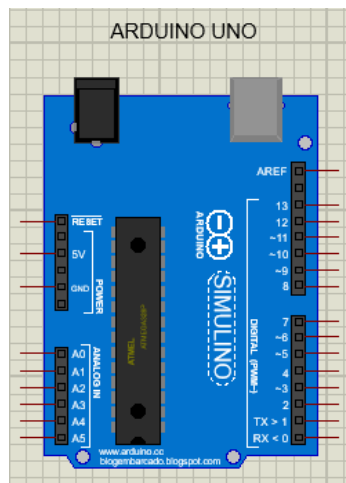 ARDUINO UNO
AREF
RESET
5V
GND
POWER
13
12
~11
~10
~9
8
ARDUINO
SIMULINO
ATMEL
ATMEGA328P
DIGITAL (PWM~)
7
~6
~5
4
~3
2
TX > 1
RX < 0
ANALOG IN
A0
A1
A2
A3
A4
A5
www.arduino.cc
blogembarcado.blogspot.com